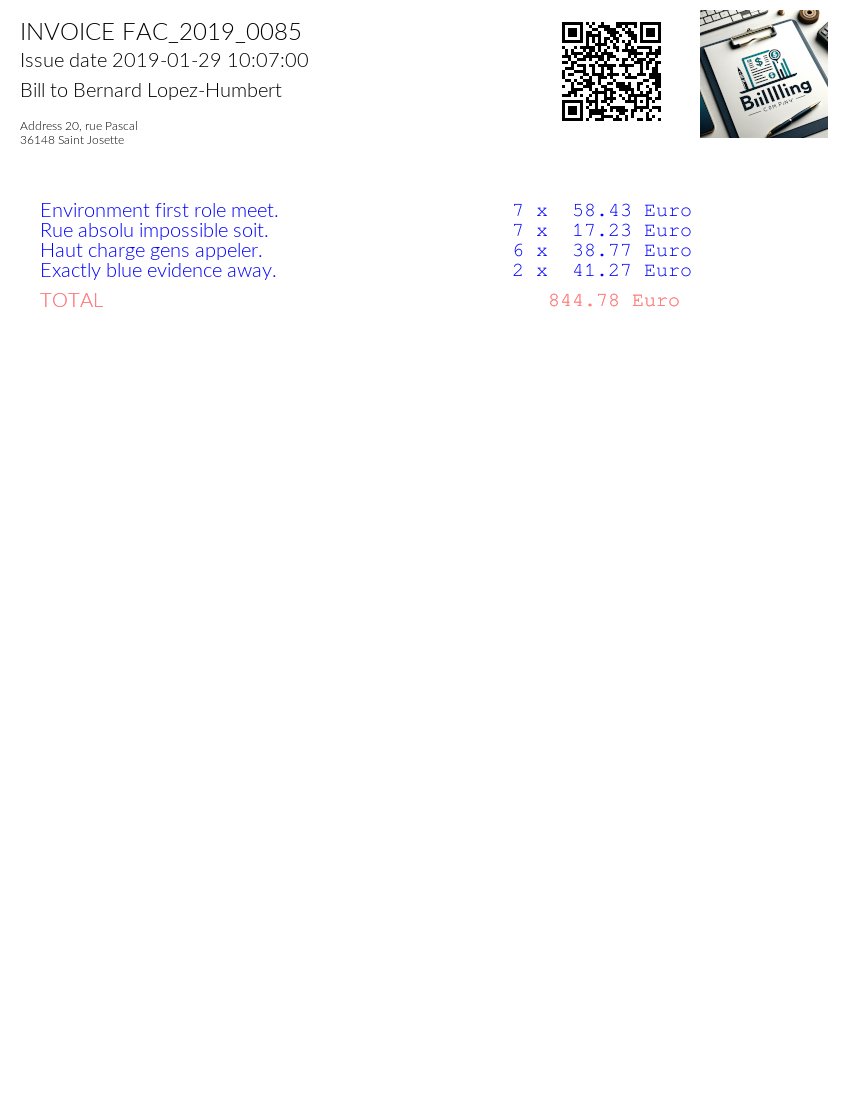 INVOICE FAC_2019_0085
Issue date 2019-01-29 10:07:00
Bill to Bernard Lopez-Humbert
Address 20, rue Pascal
36148 Saint Josette
Biillling
COMPANY
Environment first role meet. 7 x 58.43 Euro
Rue absolu impossible soit. 7 x 17.23 Euro
Haut charge gens appeler. 6 x 38.77 Euro
Exactly blue evidence away. 2 x 41.27 Euro
TOTAL 844.78 Euro